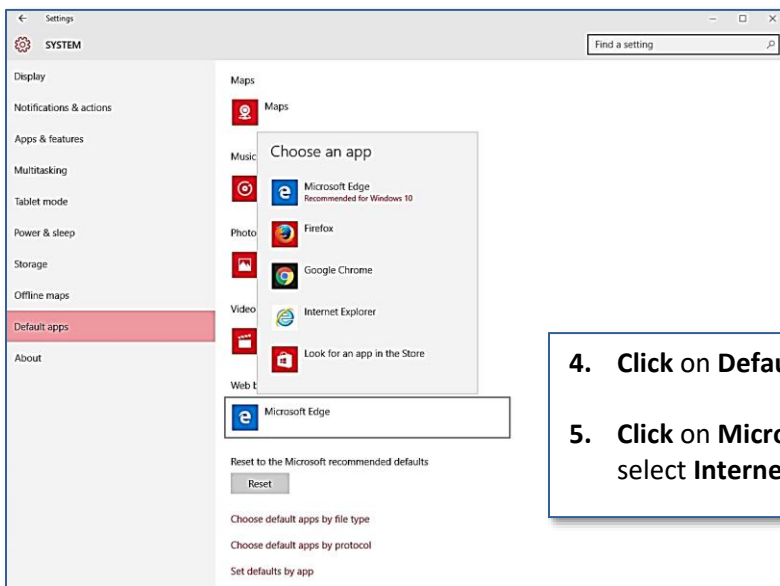 Settings
SYSTEM
Find a setting
Display
Notifications & actions
Apps & features
Multitasking
Tablet mode
Power & sleep
Storage
Offline maps
Default apps
About
Maps
Maps
Music
Choose an app
Microsoft Edge
Recommended for Windows 10
Photo
Firefox
Google Chrome
Video
Internet Explorer
Look for an app in the Store
Web
Microsoft Edge
Reset to the Microsoft recommended defaults
Reset
Choose default apps by file type
Choose default apps by protocol
Set defaults by app
4. Click on Defau
5. Click on Micro
select Interne